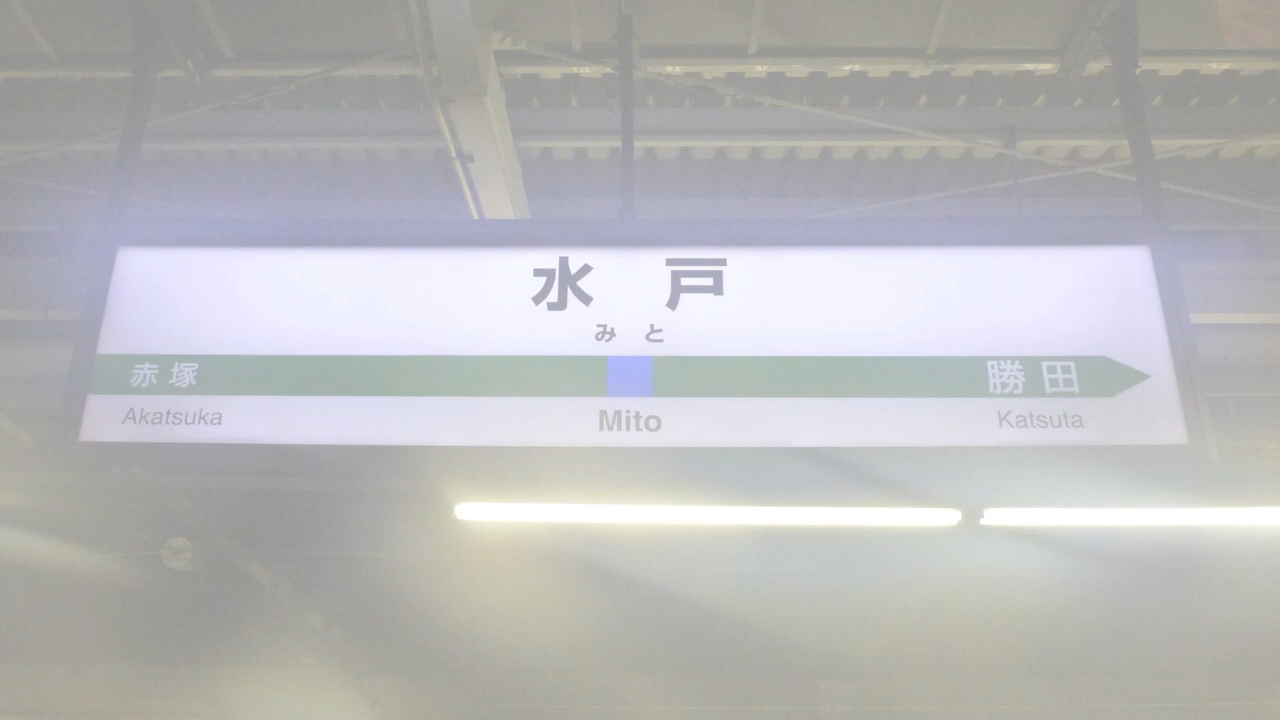 水 戸
み と
赤 塚 勝 田
Akatsuka Mito Katsuta